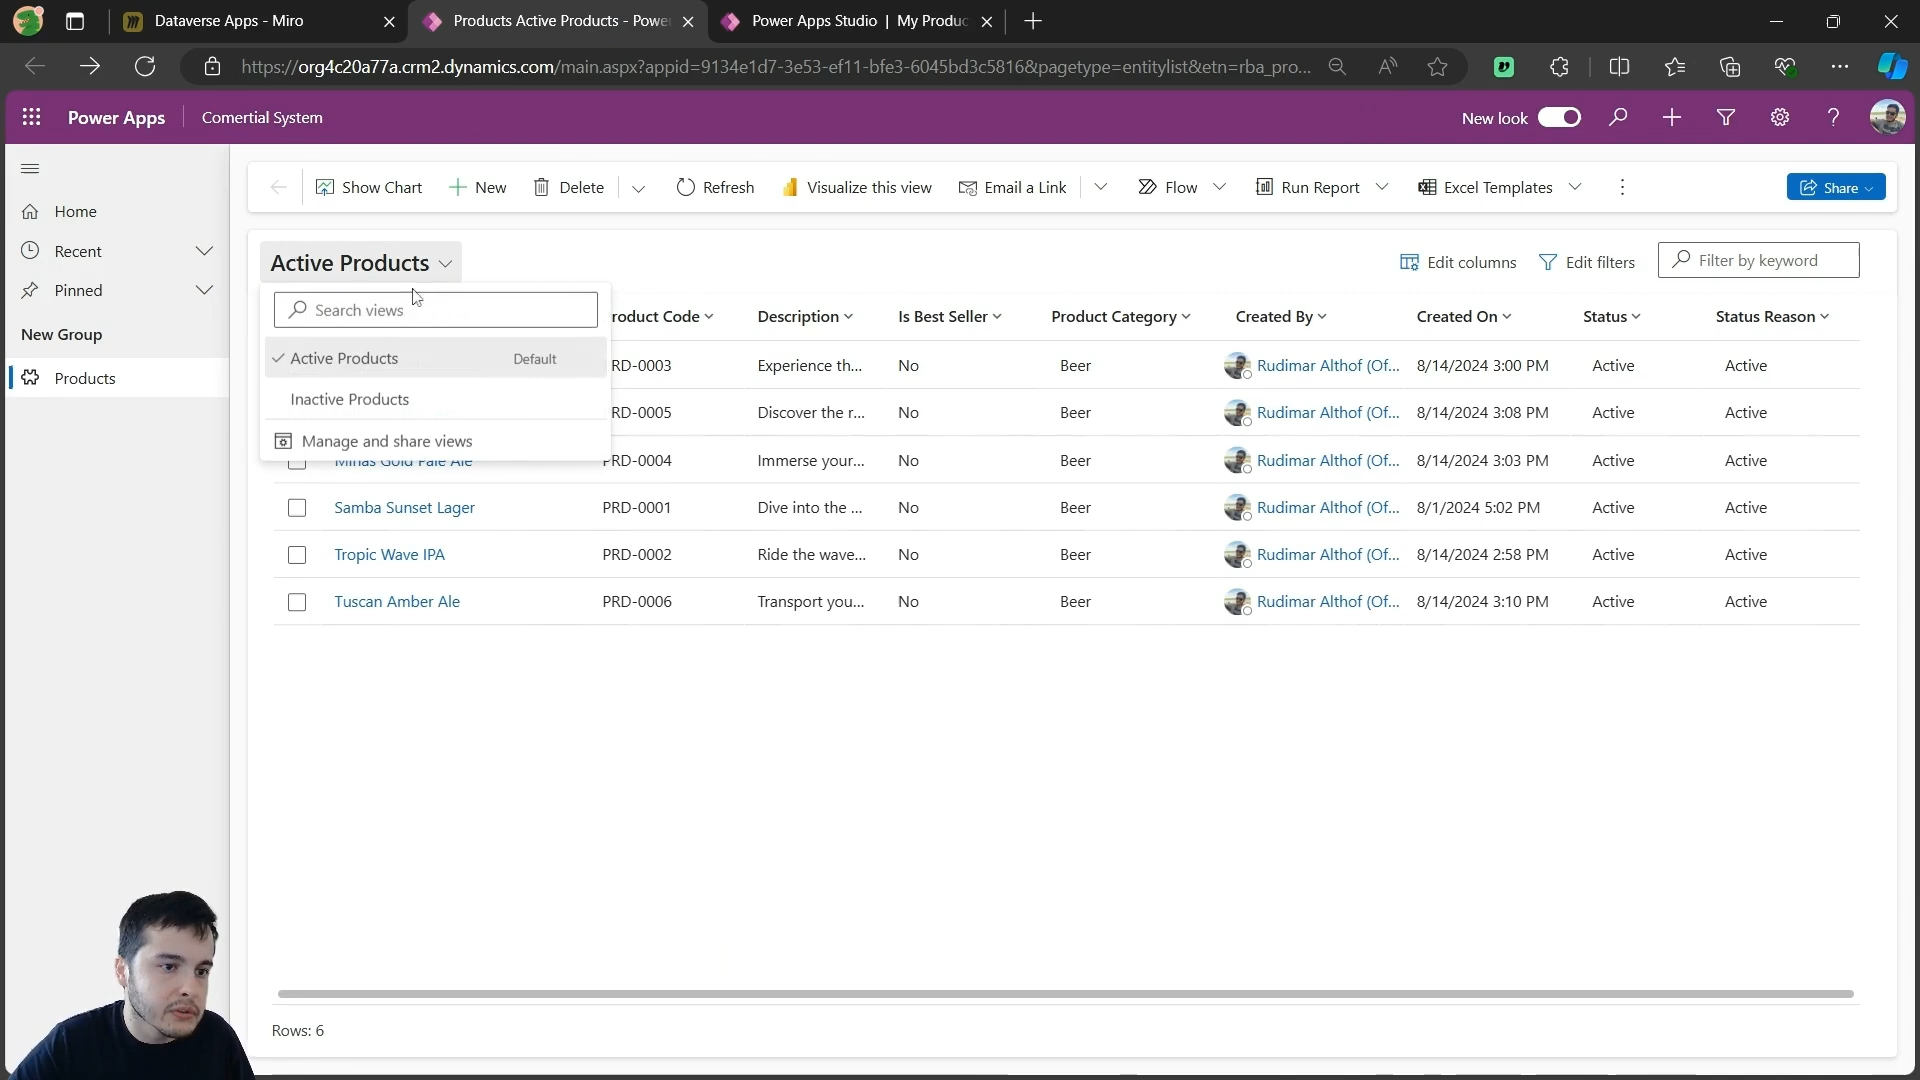 Dataverse Apps - Miro
Products Active Products - Powe
Power Apps Studio | My Produc
https://org4c20a77a.crm2.dynamics.com/main.aspx?appid=9134e1d7-3e53-ef11-bfe3-6045bd3c5816&pagetype=entitylist&etn=rba_pro...
Power Apps
Comertial System
New look
Home
Recent
Pinned
New Group
Products
Show Chart
New
Delete
Refresh
Visualize this view
Email a Link
Flow
Run Report
Excel Templates
Share
Active Products
Edit columns
Edit filters
Filter by keyword
Search views
Active Products Default
Inactive Products
Manage and share views
roduct Code Description Is Best Seller Product Category Created By Created On Status Status Reason
RD-0003 Experience th... No Beer Rudimar Althof (Of... 8/14/2024 3:00 PM Active Active
RD-0005 Discover the r... No Beer Rudimar Althof (Of... 8/14/2024 3:08 PM Active Active
Minas Gold Pale Ale PRD-0004 Immerse your... No Beer Rudimar Althof (Of... 8/14/2024 3:03 PM Active Active
Samba Sunset Lager PRD-0001 Dive into the ... No Beer Rudimar Althof (Of... 8/1/2024 5:02 PM Active Active
Tropic Wave IPA PRD-0002 Ride the wave... No Beer Rudimar Althof (Of... 8/14/2024 2:58 PM Active Active
Tuscan Amber Ale PRD-0006 Transport you... No Beer Rudimar Althof (Of... 8/14/2024 3:10 PM Active Active
Rows: 6